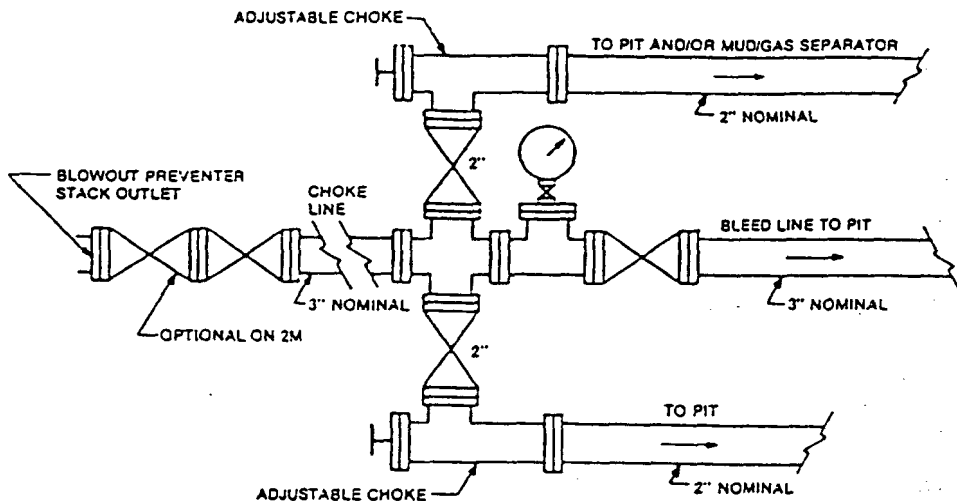 ADJUSTABLE CHOKE
TO PIT AND/OR MUD/GAS SEPARATOR
2" NOMINAL
2"
BLOWOUT PREVENTER
STACK OUTLET
CHOKE
LINE
BLEED LINE TO PIT
3" NOMINAL
3" NOMINAL
OPTIONAL ON 2M
2"
TO PIT
2" NOMINAL
ADJUSTABLE CHOKE